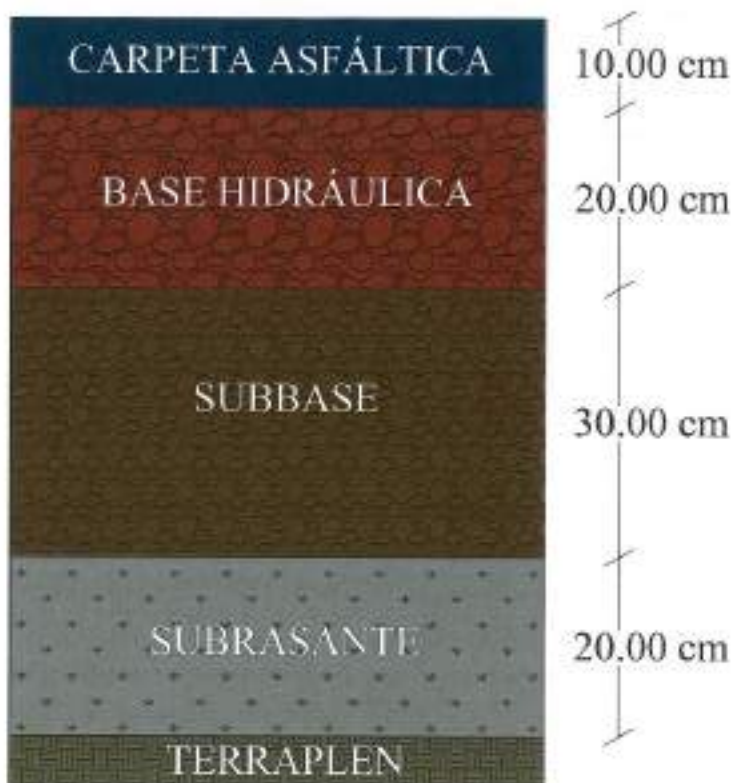 CARPETA ASFÁLTICA
10.00 cm
BASE HIDRÁULICA
20.00 cm
SUBBASE
30.00 cm
SUBRASANTE
20.00 cm
TERRAPLEN